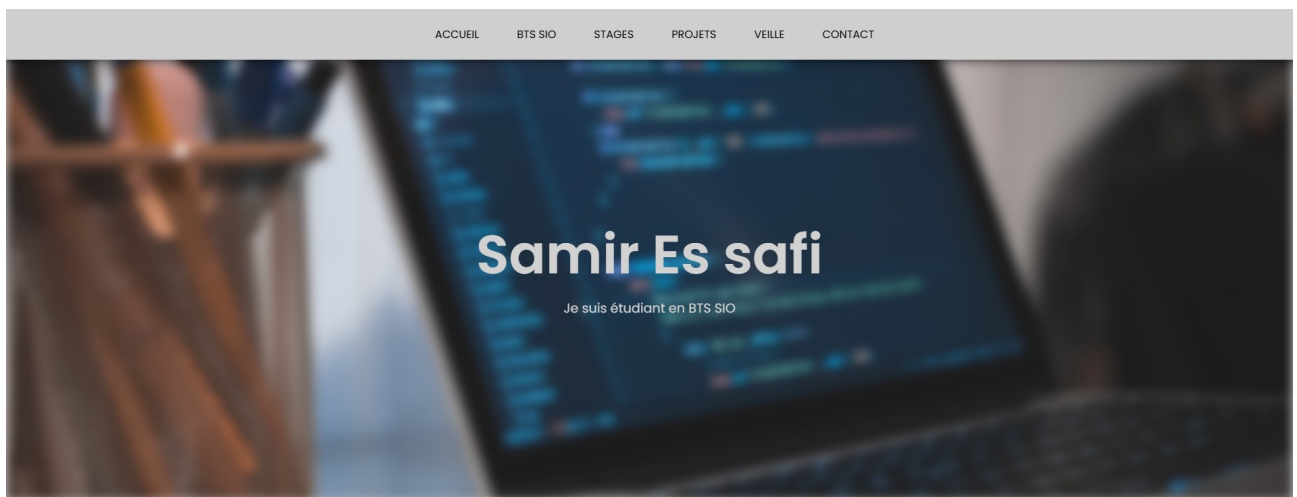 ACCUEIL BTS SIO STAGES PROJETS VEILLE CONTACT
Samir Es safi
Je suis étudiant en BTS SIO